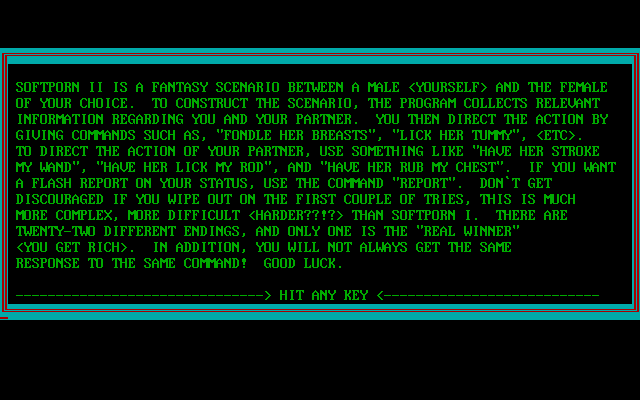 SOFTPORN II IS A FANTASY SCENARIO BETWEEN A MALE <YOURSELF> AND THE FEMALE
OF YOUR CHOICE.  TO CONSTRUCT THE SCENARIO, THE PROGRAM COLLECTS RELEVANT
INFORMATION REGARDING YOU AND YOUR PARTNER.  YOU THEN DIRECT THE ACTION BY
GIVING COMMANDS SUCH AS, "FONDLE HER BREASTS", "LICK HER TUMMY", <ETC>.
TO DIRECT THE ACTION OF YOUR PARTNER, USE SOMETHING LIKE "HAVE HER STROKE
MY WAND", "HAVE HER LICK MY ROD", AND "HAVE HER RUB MY CHEST".  IF YOU WANT
A FLASH REPORT ON YOUR STATUS, USE THE COMMAND "REPORT".  DON`T GET
DISCOURAGED IF YOU WIPE OUT ON THE FIRST COUPLE OF TRIES, THIS IS MUCH
MORE COMPLEX, MORE DIFFICULT <HARDER??!?> THAN SOFTPORN I.  THERE ARE
TWENTY-TWO DIFFERENT ENDINGS, AND ONLY ONE IS THE "REAL WINNER"
<YOU GET RICH>.  IN ADDITION, YOU WILL NOT ALWAYS GET THE SAME
RESPONSE TO THE SAME COMMAND!  GOOD LUCK.
-------------------------------> HIT ANY KEY <---------------------------